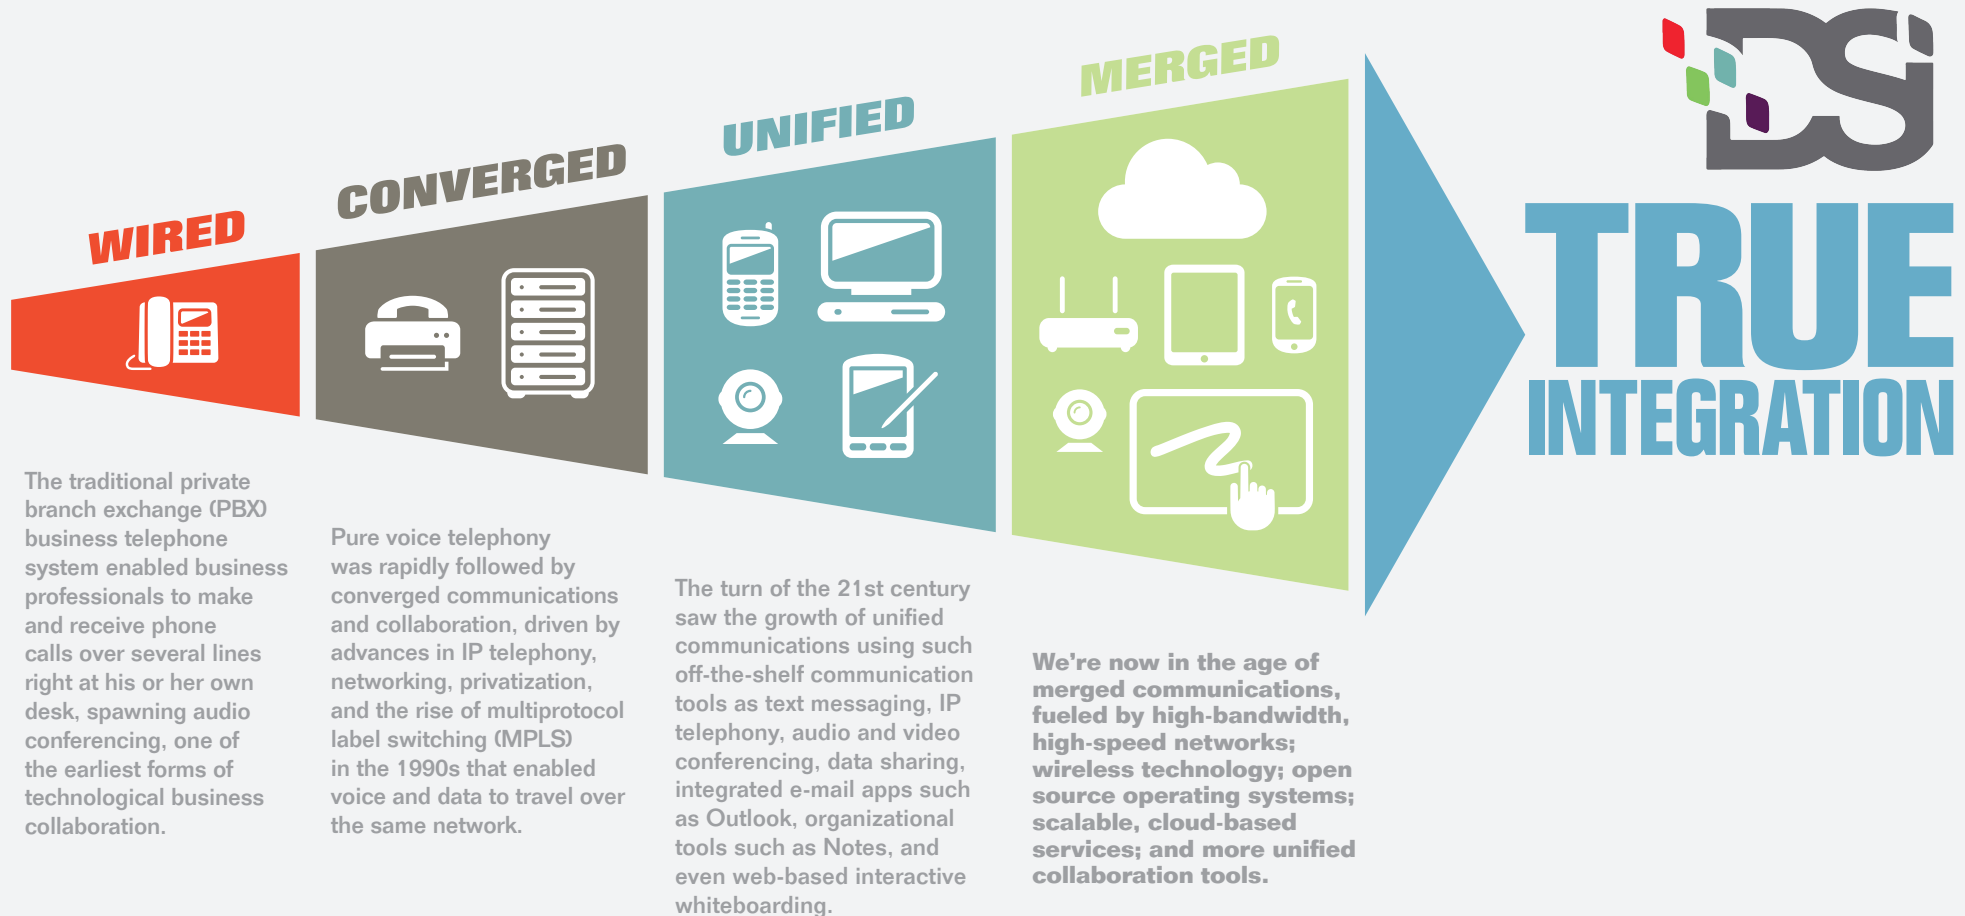 WIRED
The traditional private
branch exchange (PBX)
business telephone
system enabled business
professionals to make
and receive phone
calls over several lines
right at his or her own
desk, spawning audio
conferencing, one of
the earliest forms of
technological business
collaboration.
CONVERGED
Pure voice telephony
was rapidly followed by
converged communications
and collaboration, driven by
advances in IP telephony,
networking, privatization,
and the rise of multiprotocol
label switching (MPLS)
in the 1990s that enabled
voice and data to travel over
the same network.
UNIFIED
The turn of the 21st century
saw the growth of unified
communications using such
off-the-shelf communication
tools as text messaging, IP
telephony, audio and video
conferencing, data sharing,
integrated e-mail apps such
as Outlook, organizational
tools such as Notes, and
even web-based interactive
whiteboarding.
MERGED
We're now in the age of
merged communications,
fueled by high-bandwidth,
high-speed networks;
wireless technology; open
source operating systems;
scalable, cloud-based
services; and more unified
collaboration tools.
DSi
TRUE
INTEGRATION